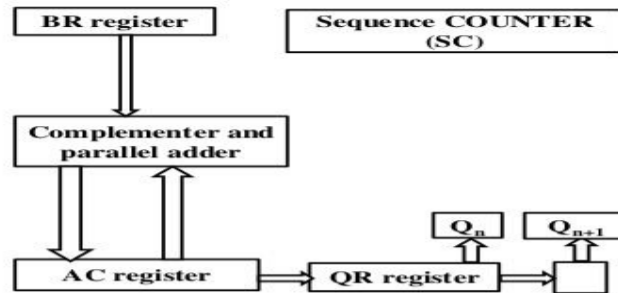 BR register
Sequence COUNTER
(SC)
Complementer and
parallel adder
Qn
Qn+1
AC register
QR register